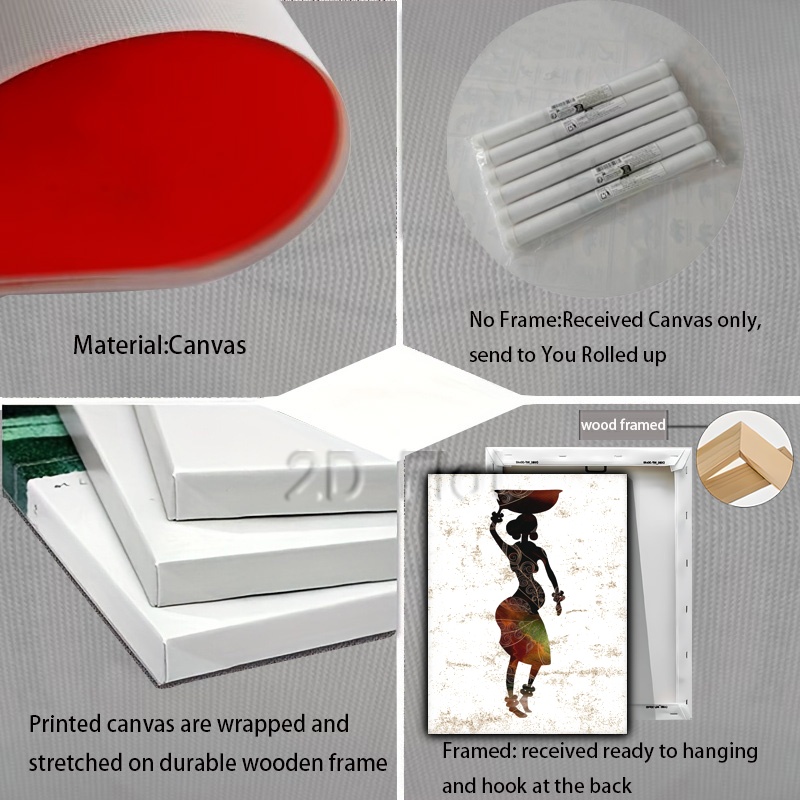 Material:Canvas
No Frame:Received Canvas only,
send to You Rolled up
wood framed
2D
Printed canvas are wrapped and
stretched on durable wooden frame
Framed: received ready to hanging
and hook at the back